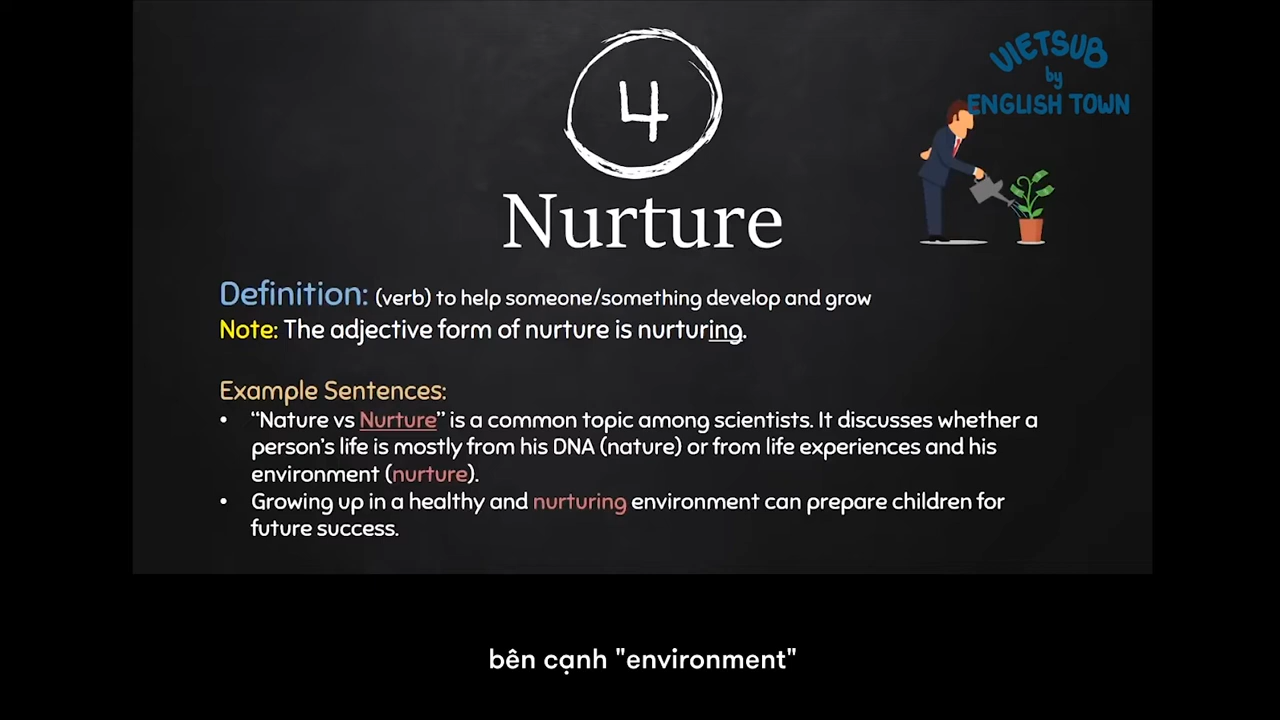 VIETSUB
by
ENGLISH TOWN
4
Nurture
Definition: (verb) to help someone/something develop and grow
Note: The adjective form of nurture is nurturing.
Example Sentences:
• “Nature vs Nurture” is a common topic among scientists. It discusses whether a
person’s life is mostly from his DNA (nature) or from life experiences and his
environment (nurture).
• Growing up in a healthy and nurturing environment can prepare children for
future success.
bên cạnh "environment"